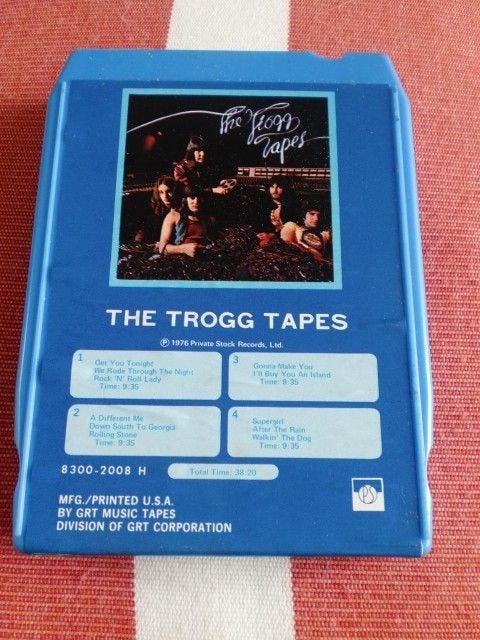 The Trogg
Tapes
THE TROGG TAPES
Ⓟ 1976 Private Stock Records, Ltd.
1
Get You Tonight
We Rode Through The Night
Rock 'N' Roll Lady
Time: 9:35
2
A Different Me
Down South To Georgia
Rolling Stone
Time: 9:35
3
Gonna Make You
I'll Buy You An Island
Time: 9:35
4
Supergirl
After The Rain
Walkin' The Dog
Time: 9:35
8300-2008 H
Total Time: 38:20
MFG./PRINTED U.S.A.
BY GRT MUSIC TAPES
DIVISION OF GRT CORPORATION
PS